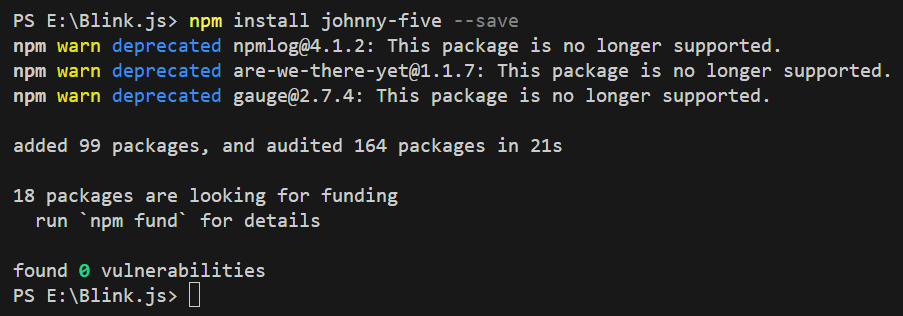 PS E:\Blink.js> npm install johnny-five --save
npm warn deprecated npmlog@4.1.2: This package is no longer supported.
npm warn deprecated are-we-there-yet@1.1.7: This package is no longer supported.
npm warn deprecated gauge@2.7.4: This package is no longer supported.
added 99 packages, and audited 164 packages in 21s
18 packages are looking for funding
  run `npm fund` for details
found 0 vulnerabilities
PS E:\Blink.js>